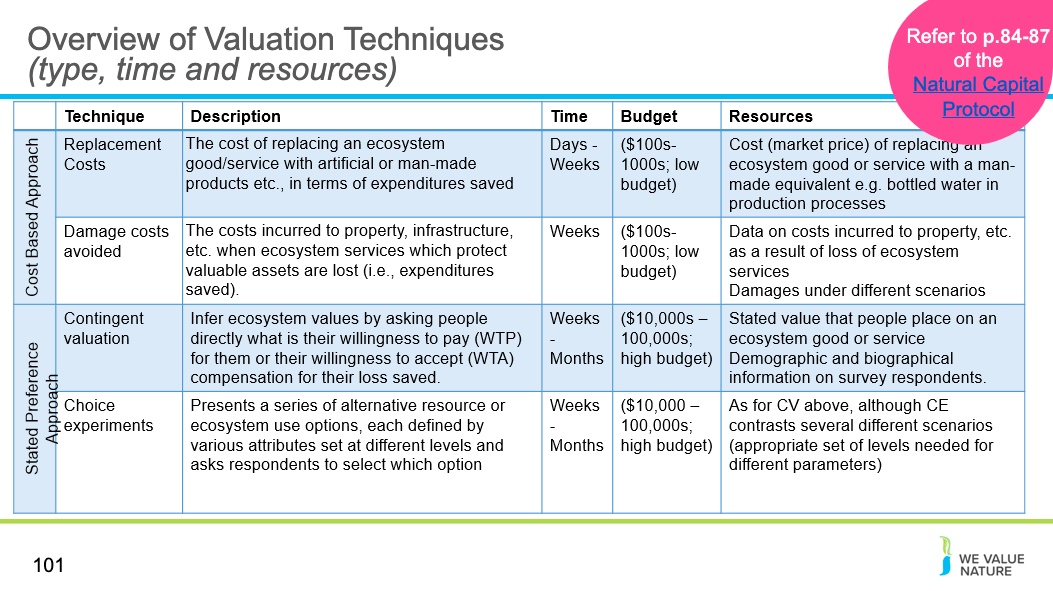 Overview of Valuation Techniques
(type, time and resources)
Refer to p.84-87
of the
Natural Capital
Protocol
Technique
Description
Time
Budget
Resources
Cost Based Approach
Replacement
Costs
The cost of replacing an ecosystem
good/service with artificial or man-made
products etc., in terms of expenditures saved
Days -
Weeks
($100s-
1000s; low
budget)
Cost (market price) of replacing an
ecosystem good or service with a man-
made equivalent e.g. bottled water in
production processes
Damage costs
avoided
The costs incurred to property, infrastructure,
etc. when ecosystem services which protect
valuable assets are lost (i.e., expenditures
saved).
Weeks
($100s-
1000s; low
budget)
Data on costs incurred to property, etc.
as a result of loss of ecosystem
services
Damages under different scenarios
Stated Preference
Approach
Contingent
valuation
Infer ecosystem values by asking people
directly what is their willingness to pay (WTP)
for them or their willingness to accept (WTA)
compensation for their loss saved.
Weeks
-
Months
($10,000s –
100,000s;
high budget)
Stated value that people place on an
ecosystem good or service
Demographic and biographical
information on survey respondents.
Choice
experiments
Presents a series of alternative resource or
ecosystem use options, each defined by
various attributes set at different levels and
asks respondents to select which option
Weeks
-
Months
($10,000 –
100,000s;
high budget)
As for CV above, although CE
contrasts several different scenarios
(appropriate set of levels needed for
different parameters)
101
WE VALUE
NATURE